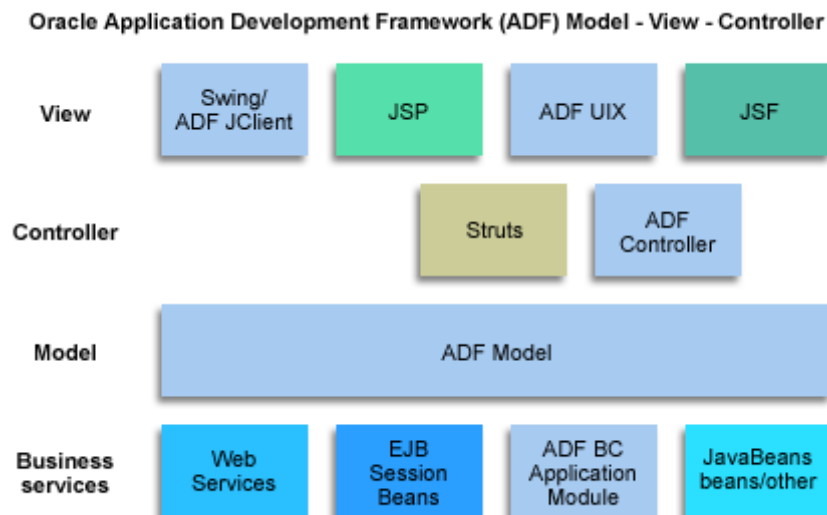 Oracle Application Development Framework (ADF) Model - View - Controller
View
Swing/
ADF JClient
JSP
ADF UIX
JSF
Controller
Struts
ADF
Controller
Model
ADF Model
Business
services
Web
Services
EJB
Session
Beans
ADF BC
Application
Module
JavaBeans
beans/other